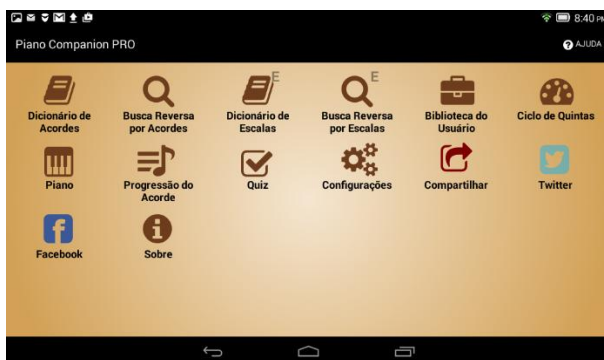 8:40 PM
Piano Companion PRO
? AJUDA
Dicionário de
Acordes
Busca Reversa
por Acordes
E
Dicionário de
Escalas
E
Busca Reversa
por Escalas
Biblioteca do
Usuário
Ciclo de Quintas
Piano
Progressão do
Acorde
Quiz
Configurações
Compartilhar
Twitter
Facebook
Sobre